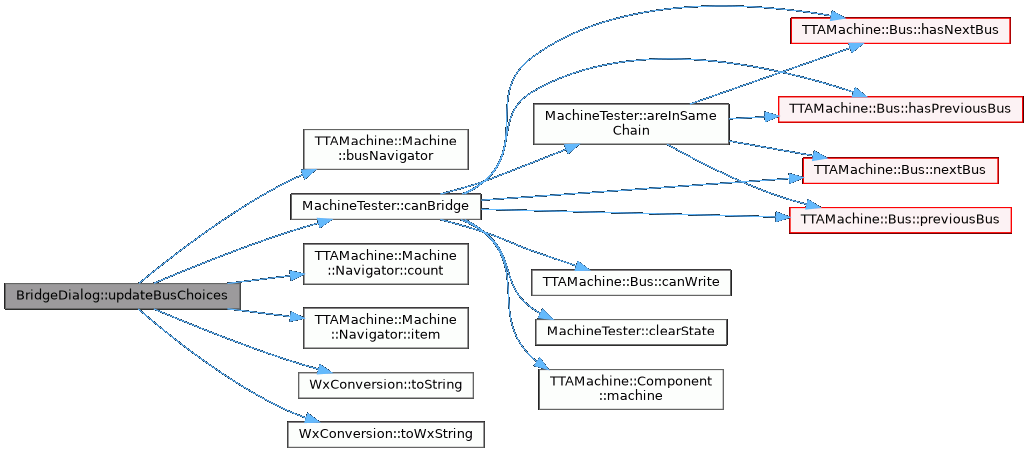 TTAMachine::Bus::hasNextBus
TTAMachine::Bus::hasPreviousBus
MachineTester::areInSame
Chain
TTAMachine::Machine
::busNavigator
TTAMachine::Bus::nextBus
MachineTester::canBridge
TTAMachine::Bus::previousBus
TTAMachine::Machine
::Navigator::count
TTAMachine::Bus::canWrite
BridgeDialog::updateBusChoices
TTAMachine::Machine
::Navigator::item
MachineTester::clearState
WxConversion::toString
TTAMachine::Component
::machine
WxConversion::toWxString